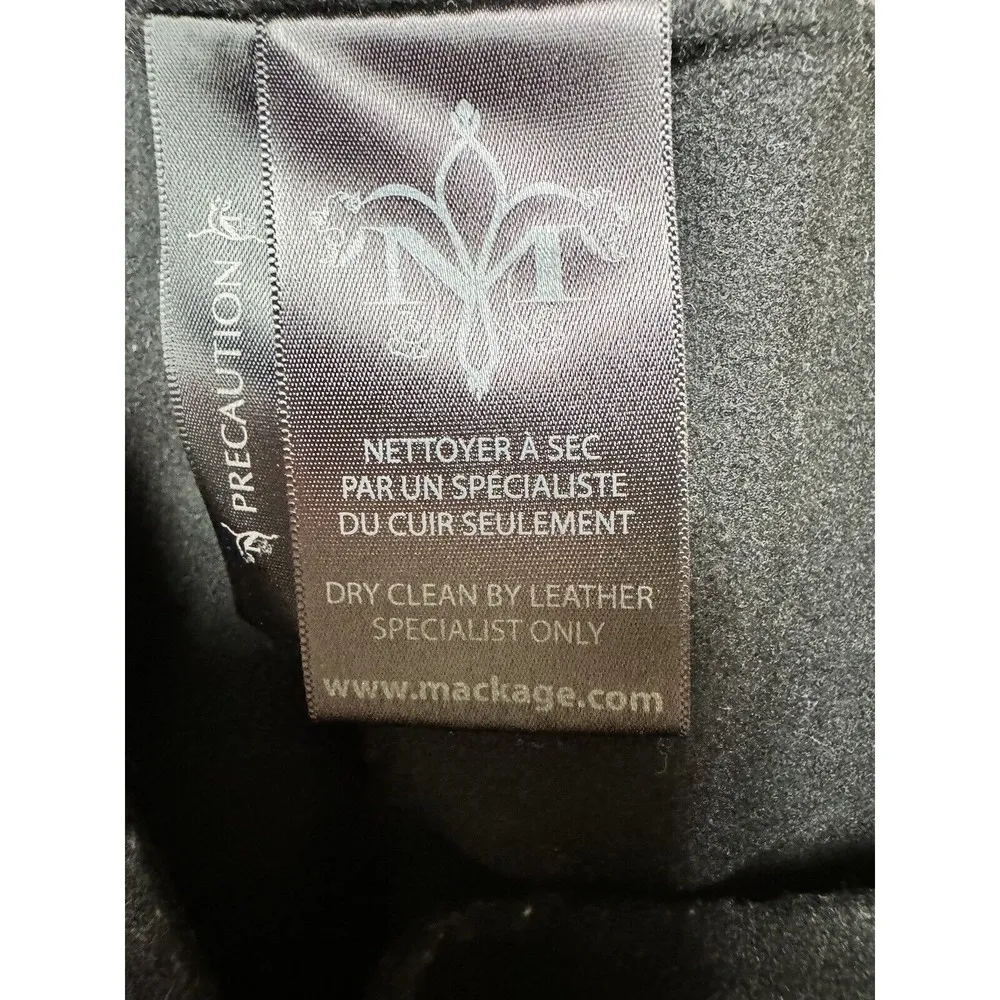 PRECAUTION
M
NETTOYER À SEC
PAR UN SPÉCIALISTE
DU CUIR SEULEMENT
DRY CLEAN BY LEATHER
SPECIALIST ONLY
www.mackage.com